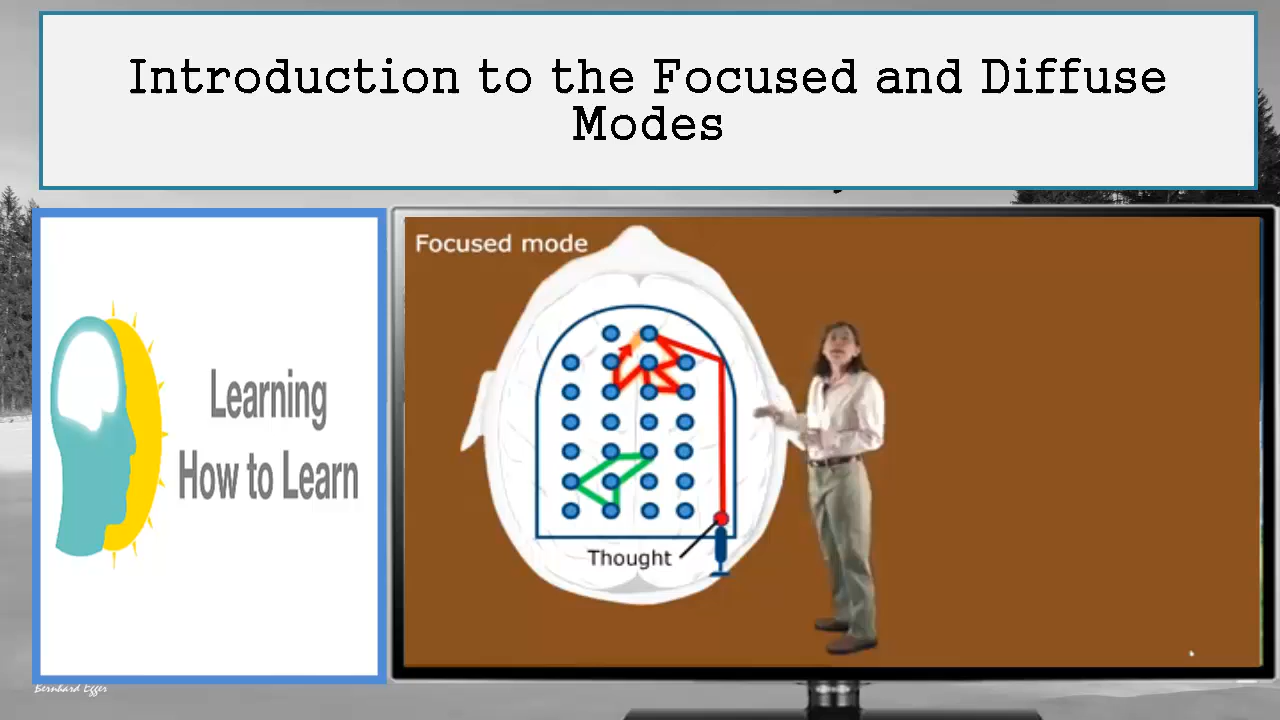 Introduction to the Focused and Diffuse
Modes
Focused mode
Learning
How to Learn
Thought
Bernhard Egger